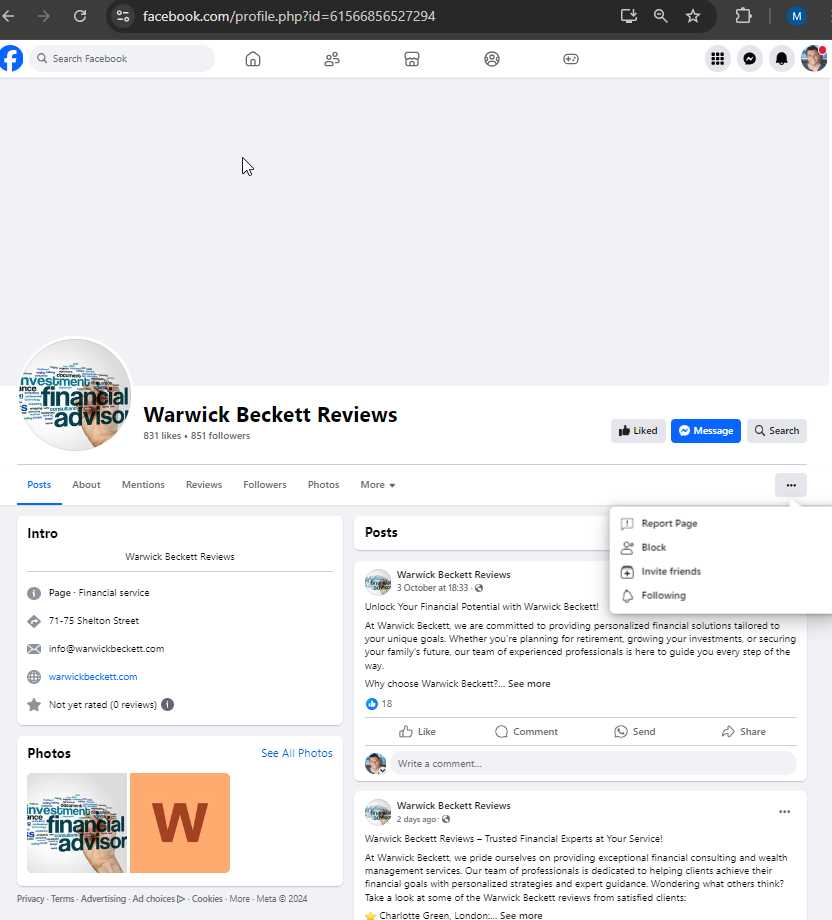 facebook.com/profile.php?id=61566856527294
M
Search Facebook
investment
financial
advisor
Warwick Beckett Reviews
831 likes • 851 followers
Liked
Message
Search
Posts
About
Mentions
Reviews
Followers
Photos
More
Report Page
Block
Invite friends
Following
Intro
Warwick Beckett Reviews
Page · Financial service
71-75 Shelton Street
info@warwickbeckett.com
warwickbeckett.com
Not yet rated (0 reviews)
Photos
See All Photos
investment
financial
advisor
W
Privacy · Terms · Advertising · Ad choices · Cookies · More · Meta © 2024
Posts
Warwick Beckett Reviews
3 October at 18:33 ·
Unlock Your Financial Potential with Warwick Beckett!
At Warwick Beckett, we are committed to providing personalized financial solutions tailored to
your unique goals. Whether you're planning for retirement, growing your investments, or securing
your family's future, our team of experienced professionals is here to guide you every step of the
way.
Why choose Warwick Beckett?... See more
18
Like
Comment
Send
Share
Write a comment...
Warwick Beckett Reviews
2 days ago ·
Warwick Beckett Reviews – Trusted Financial Experts at Your Service!
At Warwick Beckett, we pride ourselves on providing exceptional financial consulting and wealth
management services. Our team of professionals is dedicated to helping clients achieve their
financial goals with personalized strategies and expert guidance. Wondering what others think?
Take a look at some of the Warwick Beckett reviews from satisfied clients:
⭐ Charlotte Green, London:... See more